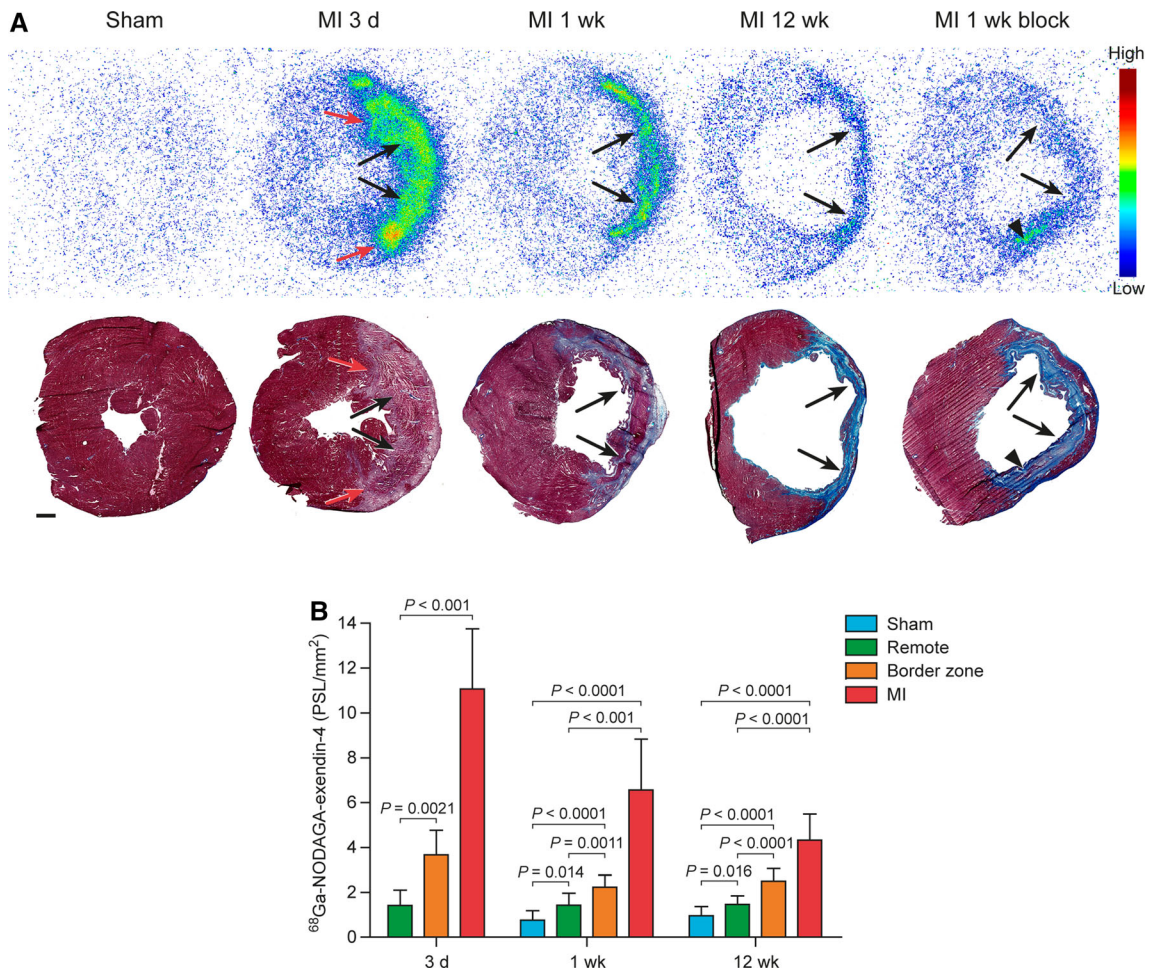 A
Sham
MI 3 d
MI 1 wk
MI 12 wk
MI 1 wk block
High
Low
B
⁶⁸Ga-NODAGA-exendin-4 (PSL/mm²)
14
12
10
8
6
4
2
0
P < 0.001
P = 0.0021
P < 0.0001
P < 0.001
P < 0.0001
P = 0.0011
P = 0.014
P < 0.0001
P < 0.0001
P < 0.0001
P < 0.0001
P = 0.016
3 d
1 wk
12 wk
Sham
Remote
Border zone
MI